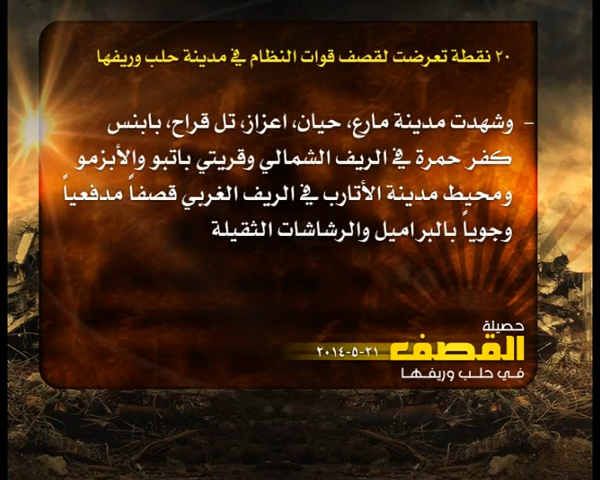 ٢٠ نقطة تعرضت لقصف قوات النظام في مدينة حلب وريفها
- وشهدت مدينة مارع، حيان، اعزاز، تل قراح، بابنس
كفر حمرة في الريف الشمالي وقريتي باتبو والأبزمو
ومحيط مدينة الأتارب في الريف الغربي قصفاً مدفعياً
وجوياً بالبراميل والرشاشات الثقيلة
حصيلة
القصف
٢٠١٤-٥-٢١
في حلب وريفها